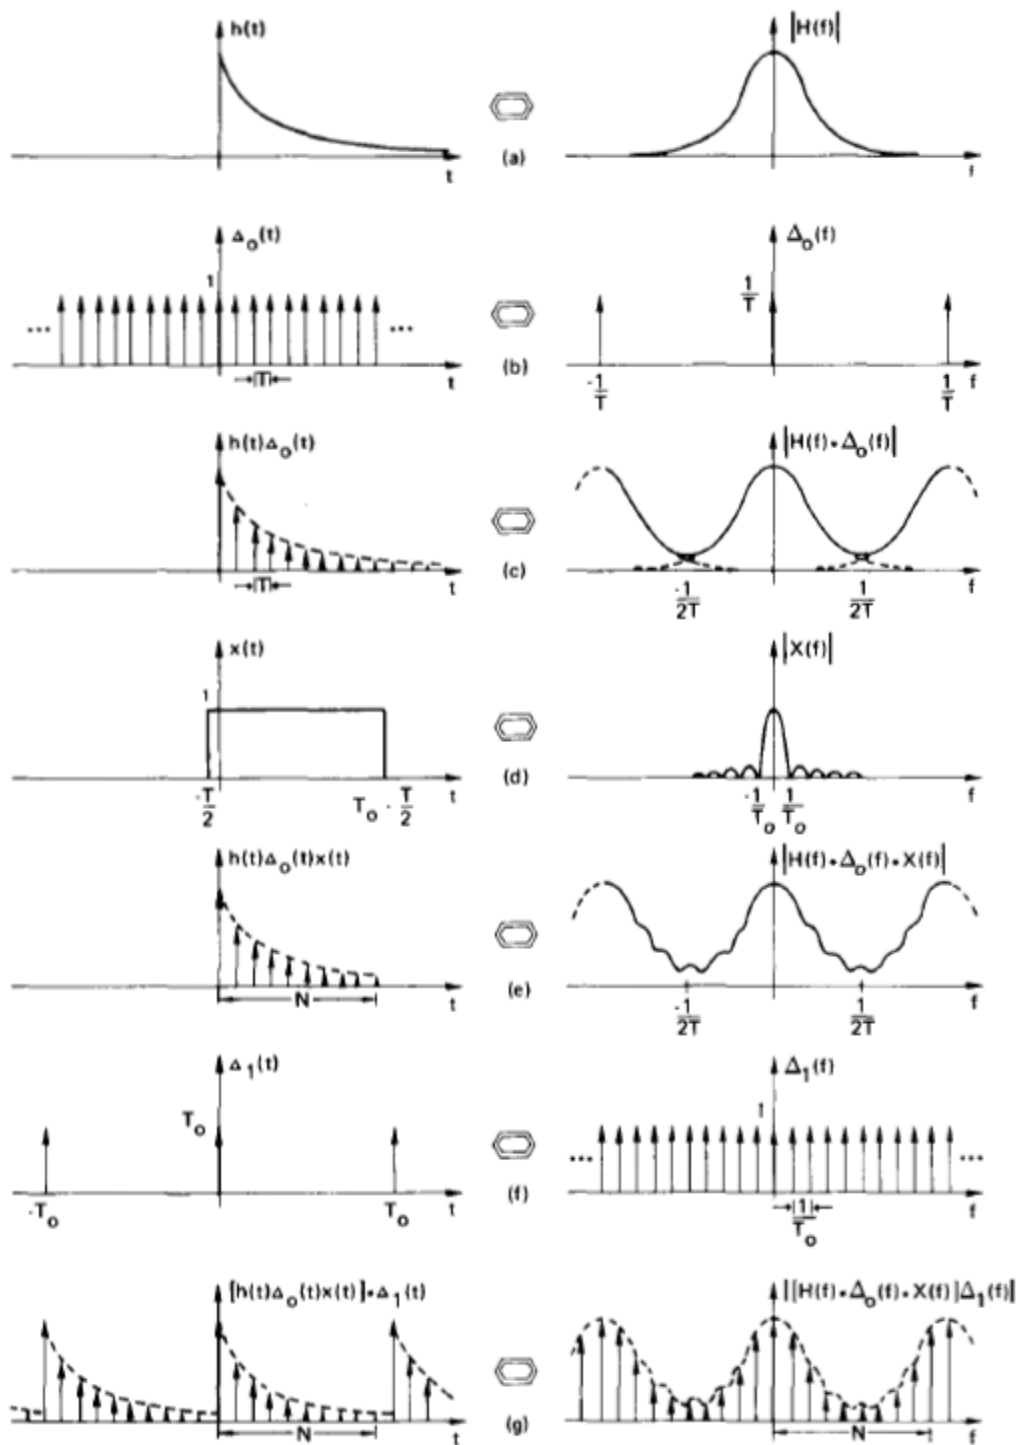 h(t)
|H(f)|
t
(a)
f
Δ₀(t)
Δ₀(f)
1
1/T
...
...
T
t
(b)
-1/T
1/T
f
h(t)Δ₀(t)
|H(f)*Δ₀(f)|
T
t
(c)
-1/2T
1/2T
f
x(t)
|X(f)|
1
-T/2
T₀ - T/2
t
(d)
-1/T₀
1/T₀
f
h(t)Δ₀(t)x(t)
|H(f)*Δ₀(f)*X(f)|
N
t
(e)
-1/2T
1/2T
f
Δ₁(t)
Δ₁(f)
T₀
1
...
...
-T₀
T₀
t
(f)
1/T₀
f
[h(t)Δ₀(t)x(t)]*Δ₁(t)
|[H(f)*Δ₀(f)*X(f)]Δ₁(f)|
N
t
(g)
N
f